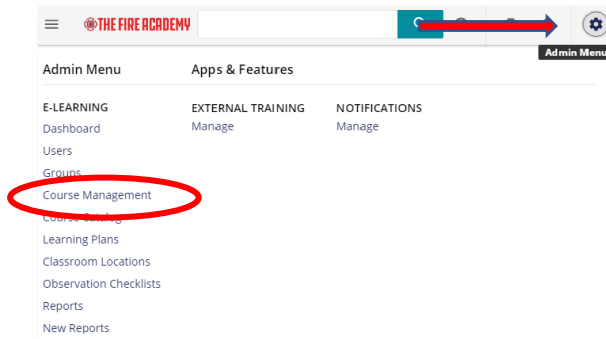 THE FIRE ACADEMY
Admin Menu
Admin Menu Apps & Features
E-LEARNING EXTERNAL TRAINING NOTIFICATIONS
Dashboard Manage Manage
Users
Groups
Course Management
Course Catalog
Learning Plans
Classroom Locations
Observation Checklists
Reports
New Reports